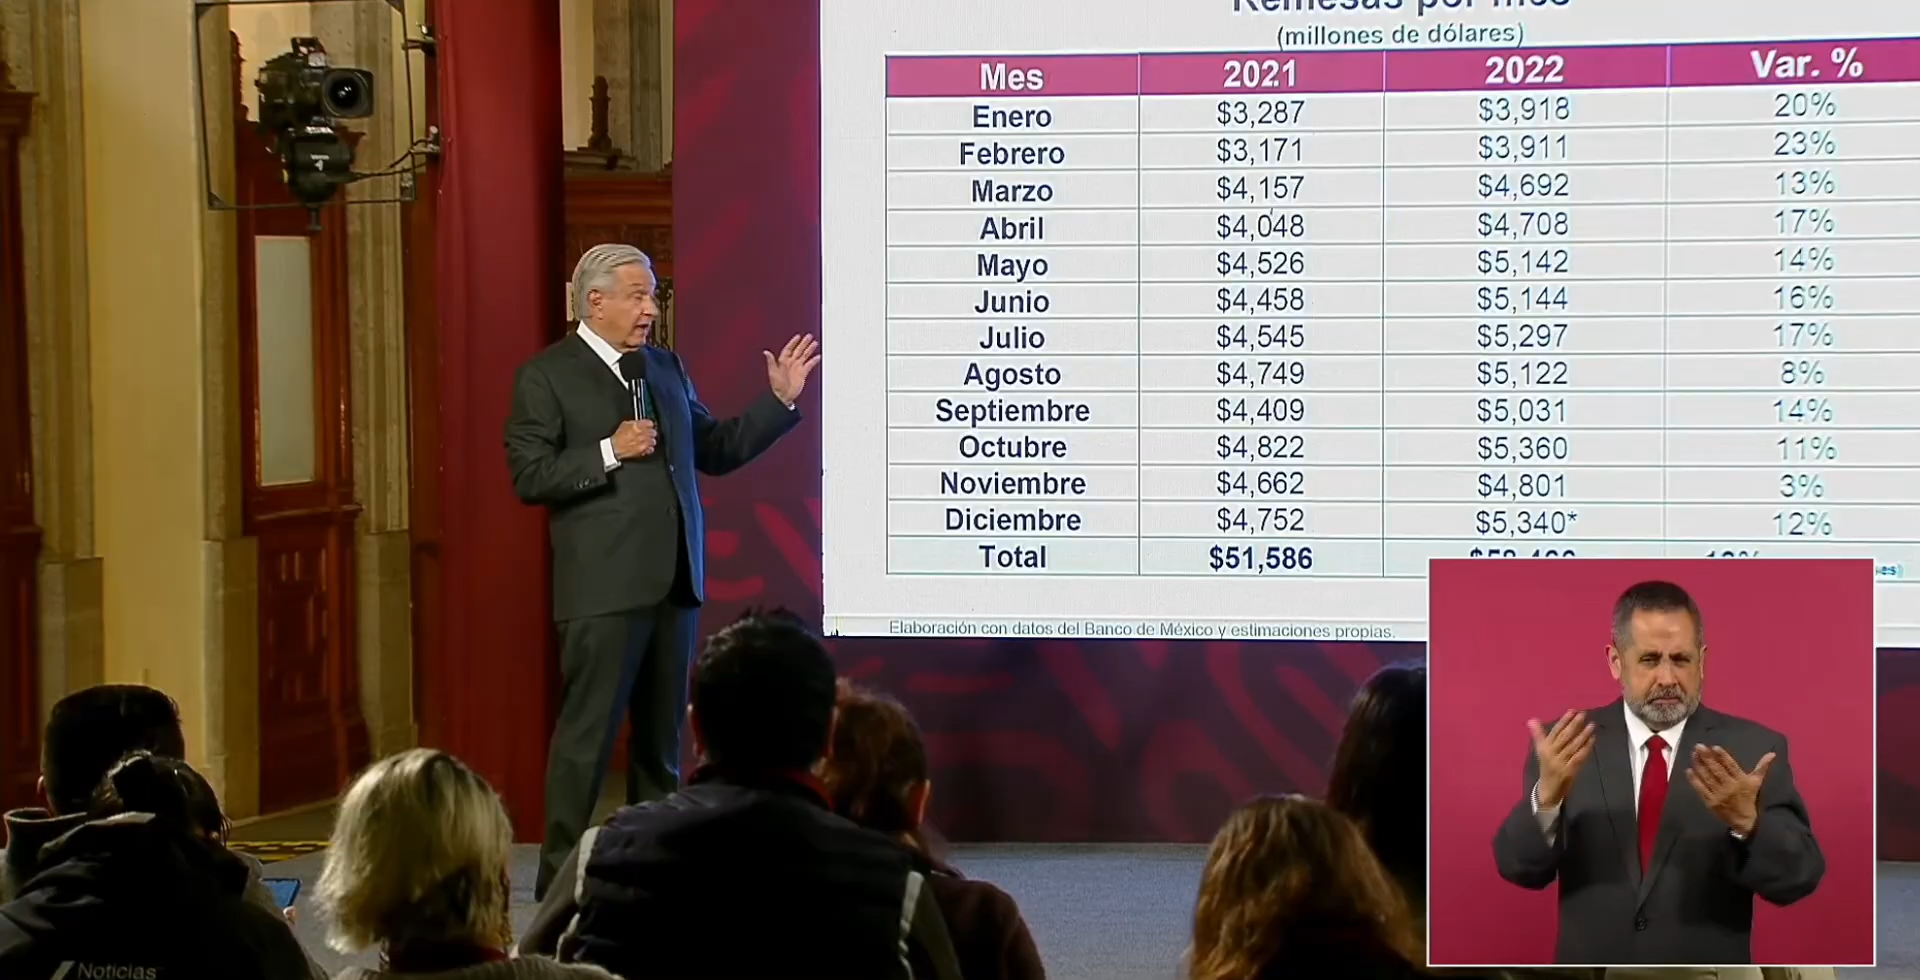 Remesas por mes
(millones de dólares)
Mes 2021 2022 Var. %
Enero $3,287 $3,918 20%
Febrero $3,171 $3,911 23%
Marzo $4,157 $4,692 13%
Abril $4,048 $4,708 17%
Mayo $4,526 $5,142 14%
Junio $4,458 $5,144 16%
Julio $4,545 $5,297 17%
Agosto $4,749 $5,122 8%
Septiembre $4,409 $5,031 14%
Octubre $4,822 $5,360 11%
Noviembre $4,662 $4,801 3%
Diciembre $4,752 $5,340* 12%
Total $51,586
Elaboración con datos del Banco de México y estimaciones propias.
Noticias